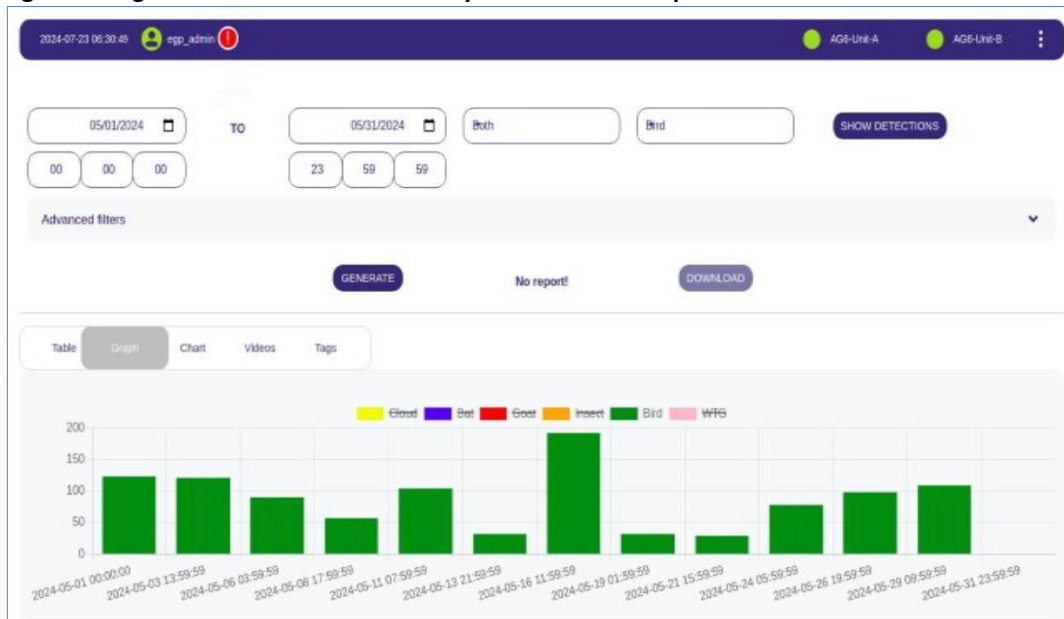 2024-07-23 06:30:49 egp_admin ! AG6-Unit-A AG6-Unit-B
05/01/2024 TO 05/31/2024 Both Bird SHOW DETECTIONS
00 00 00 23 59 59
Advanced filters
GENERATE No report! DOWNLOAD
Table Graph Chart Videos Tags
Cloud Bat Goat Insect Bird WTG
200
150
100
50
0
2024-05-01 00:00:00 2024-05-03 13:59:59 2024-05-06 03:59:59 2024-05-08 17:59:59 2024-05-11 07:59:59 2024-05-13 21:59:59 2024-05-16 11:59:59 2024-05-19 01:59:59 2024-05-21 15:59:59 2024-05-24 05:59:59 2024-05-26 19:59:59 2024-05-29 09:59:59 2024-05-31 23:59:59